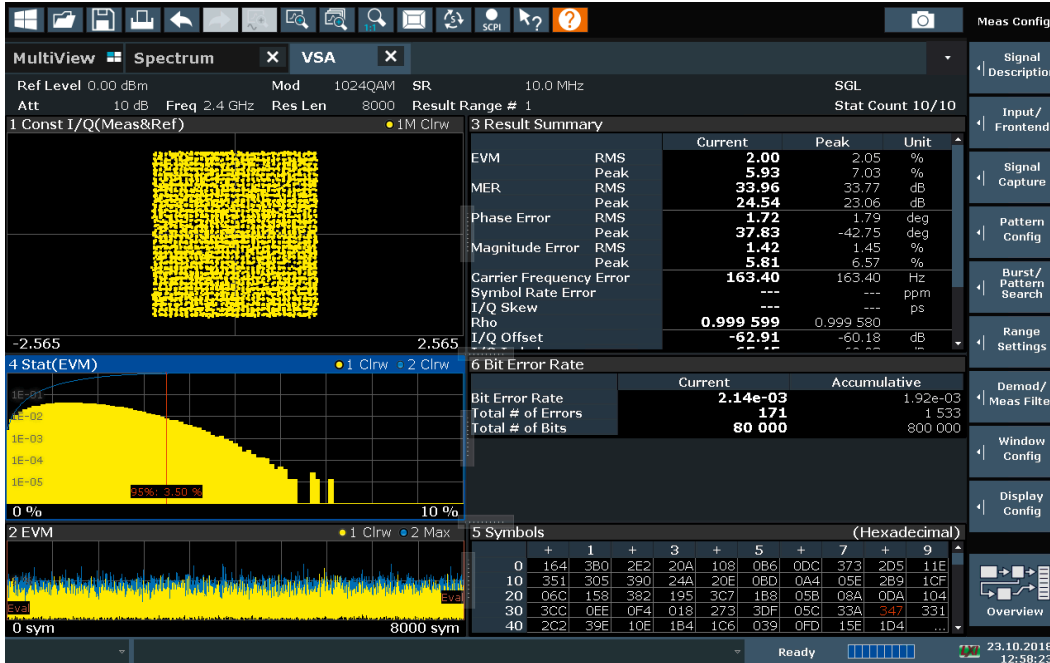 1:1
SCPI
?
?
Meas Config
MultiView Spectrum VSA
Ref Level 0.00 dBm Mod 1024QAM SR 10.0 MHz SGL
Att 10 dB Freq 2.4 GHz Res Len 8000 Result Range # 1 Stat Count 10/10
1 Const I/Q(Meas&Ref) 1M Clrw
-2.565 2.565
3 Result Summary
Current Peak Unit
EVM RMS 2.00 2.05 %
Peak 5.93 7.03 %
MER RMS 33.96 33.77 dB
Peak 24.54 23.06 dB
Phase Error RMS 1.72 1.79 deg
Peak 37.83 -42.75 deg
Magnitude Error RMS 1.42 1.45 %
Peak 5.81 6.57 %
Carrier Frequency Error 163.40 163.40 Hz
Symbol Rate Error --- --- ppm
I/Q Skew --- --- ps
Rho 0.999 599 0.999 580
I/Q Offset -62.91 -60.18 dB
4 Stat(EVM) 1 Clrw 2 Clrw
1E-01
1E-02
1E-03
1E-04
1E-05
95%: 3.50 %
0 % 10 %
6 Bit Error Rate
Current Accumulative
Bit Error Rate 2.14e-03 1.92e-03
Total # of Errors 171 1 533
Total # of Bits 80 000 800 000
2 EVM 1 Clrw 2 Max
Eval Eval
0 sym 8000 sym
5 Symbols (Hexadecimal)
+ 1 + 3 + 5 + 7 + 9
0 164 3B0 2E2 20A 108 0B6 0DC 373 2D5 11E
10 351 305 390 24A 20E 0BD 0A4 05E 2B9 1CF
20 06C 158 382 195 3C7 1B8 05B 08A 0DA 104
30 3CC 0EE 0F4 018 273 3DF 05C 33A 347 331
40 2C2 39E 10E 1B4 1C6 039 0FD 15E 1D4 ...
Signal
Descriptio
Input/
Frontend
Signal
Capture
Pattern
Config
Burst/
Pattern
Search
Range
Settings
Demod/
Meas Filte
Window
Config
Display
Config
Overview
Ready
23.10.2018
12:58:23